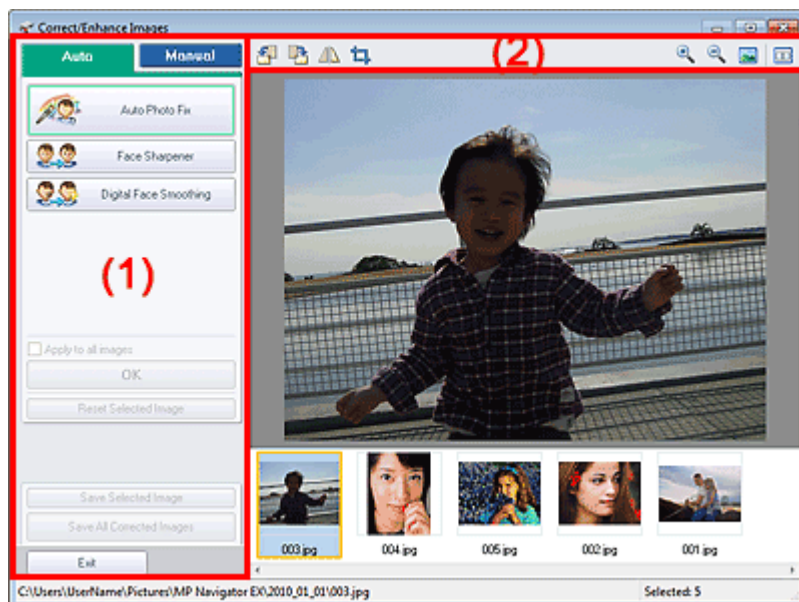 Correct/Enhance Images
Auto Manual
(2)
Auto Photo Fix
Face Sharpener
Digital Face Smoothing
(1)
Apply to all images
OK
Reset Selected Image
Save Selected Image
Save All Corrected Images
Exit
003.jpg 004.jpg 005.jpg 002.jpg 001.jpg
C:\Users\UserName\Pictures\MP Navigator EX\2010_01_01\003.jpg Selected: 5